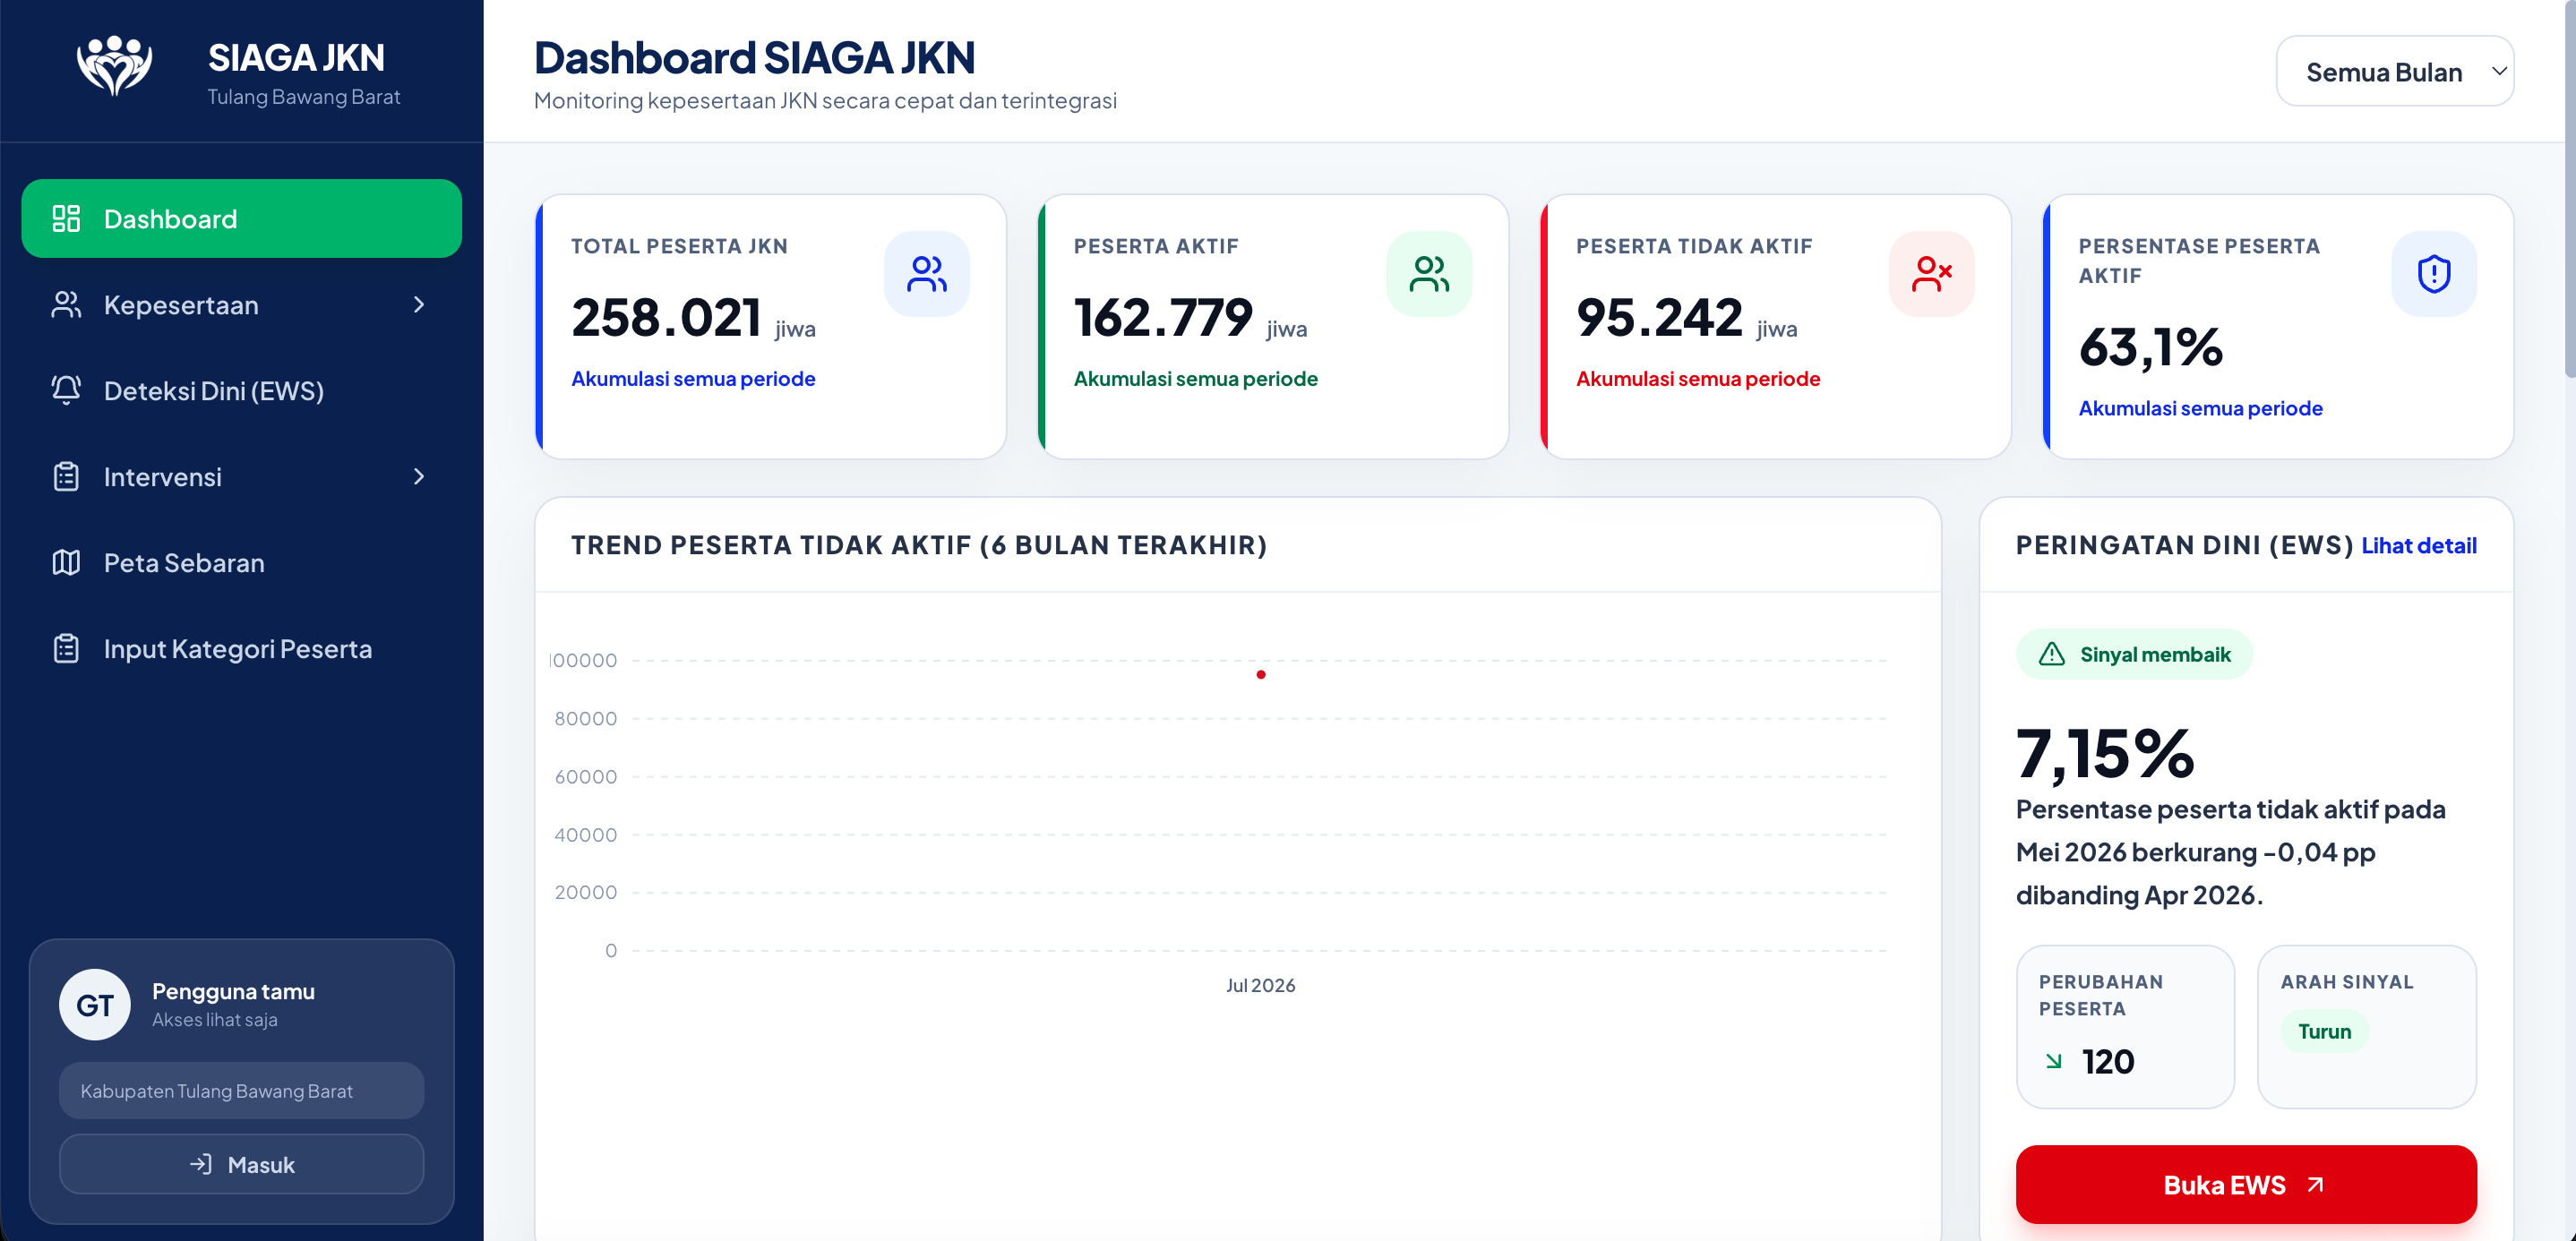 SIAGA JKN
Tulang Bawang Barat
Dashboard
Kepesertaan
Deteksi Dini (EWS)
Intervensi
Peta Sebaran
Input Kategori Peserta
GT
Pengguna tamu
Akses lihat saja
Kabupaten Tulang Bawang Barat
Masuk
Dashboard SIAGA JKN
Monitoring kepesertaan JKN secara cepat dan terintegrasi
Semua Bulan
TOTAL PESERTA JKN
258.021 jiwa
Akumulasi semua periode
PESERTA AKTIF
162.779 jiwa
Akumulasi semua periode
PESERTA TIDAK AKTIF
95.242 jiwa
Akumulasi semua periode
PERSENTASE PESERTA
AKTIF
63,1%
Akumulasi semua periode
TREND PESERTA TIDAK AKTIF (6 BULAN TERAKHIR)
100000
80000
60000
40000
20000
0
Jul 2026
PERINGATAN DINI (EWS) Lihat detail
Sinyal membaik
7,15%
Persentase peserta tidak aktif pada
Mei 2026 berkurang -0,04 pp
dibanding Apr 2026.
PERUBAHAN
PESERTA
120
ARAH SINYAL
Turun
Buka EWS